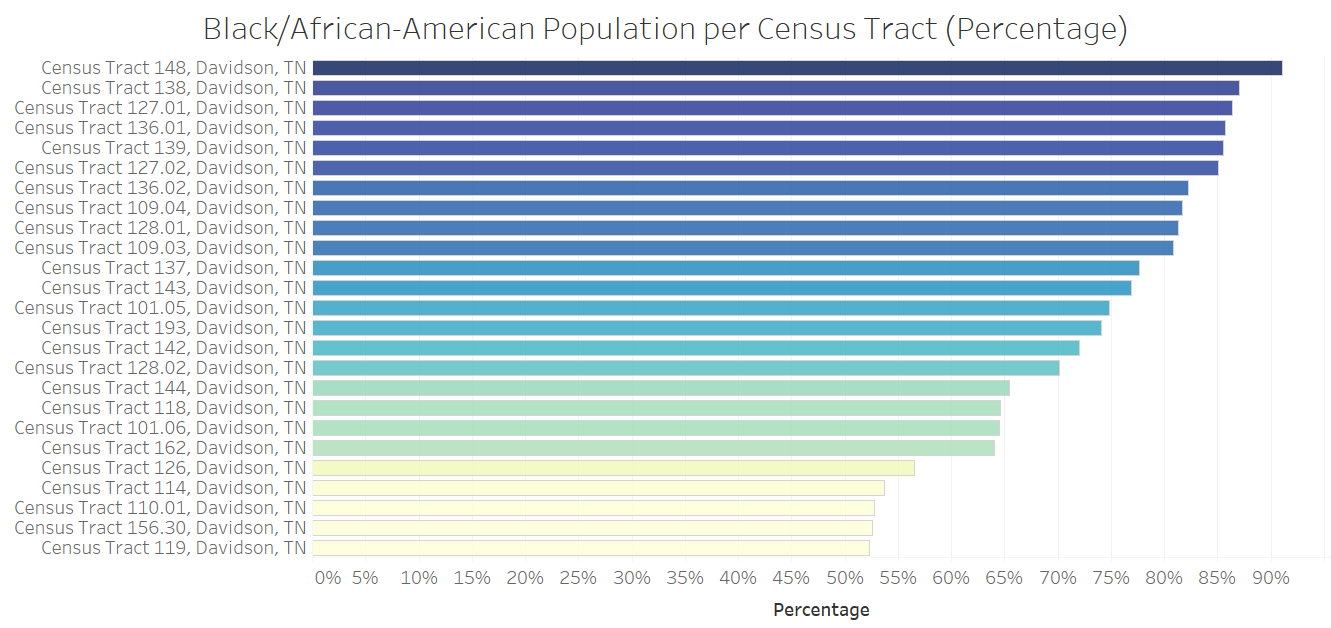 Black/African-American Population per Census Tract (Percentage)
Census Tract 148, Davidson, TN
Census Tract 138, Davidson, TN
Census Tract 127.01, Davidson, TN
Census Tract 136.01, Davidson, TN
Census Tract 139, Davidson, TN
Census Tract 127.02, Davidson, TN
Census Tract 136.02, Davidson, TN
Census Tract 109.04, Davidson, TN
Census Tract 128.01, Davidson, TN
Census Tract 109.03, Davidson, TN
Census Tract 137, Davidson, TN
Census Tract 143, Davidson, TN
Census Tract 101.05, Davidson, TN
Census Tract 193, Davidson, TN
Census Tract 142, Davidson, TN
Census Tract 128.02, Davidson, TN
Census Tract 144, Davidson, TN
Census Tract 118, Davidson, TN
Census Tract 101.06, Davidson, TN
Census Tract 162, Davidson, TN
Census Tract 126, Davidson, TN
Census Tract 114, Davidson, TN
Census Tract 110.01, Davidson, TN
Census Tract 156.30, Davidson, TN
Census Tract 119, Davidson, TN
0% 5% 10% 15% 20% 25% 30% 35% 40% 45% 50% 55% 60% 65% 70% 75% 80% 85% 90%
Percentage